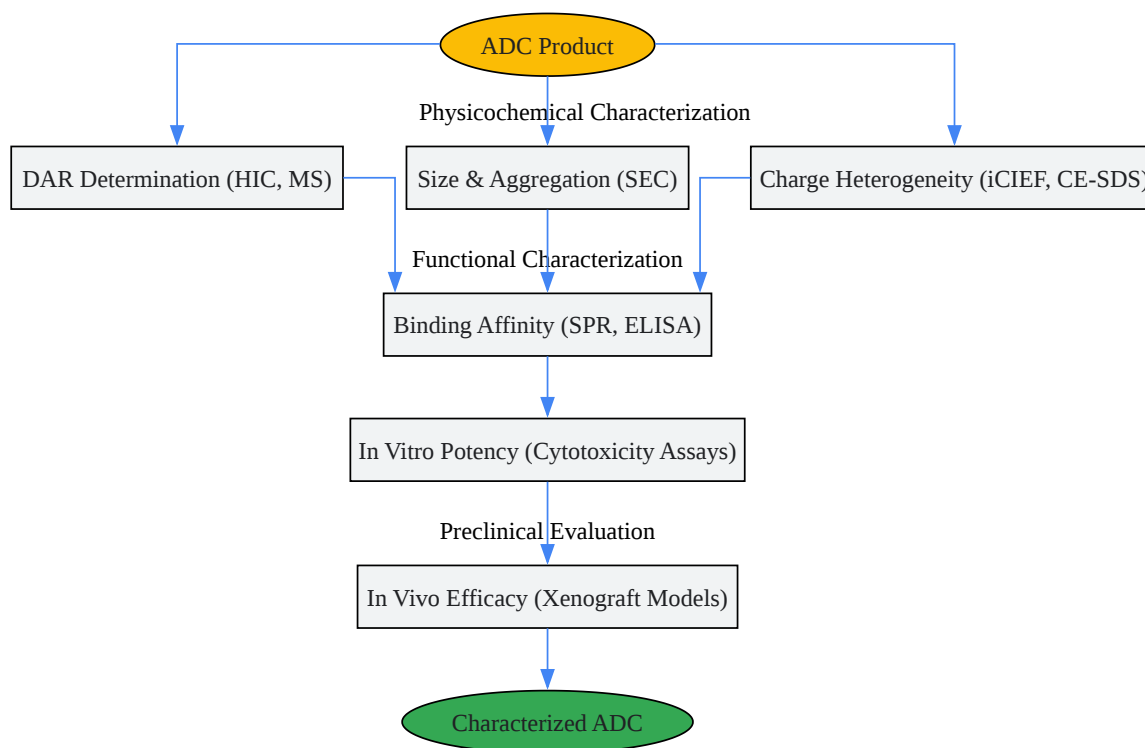 ADC Product
Physicochemical Characterization
DAR Determination (HIC, MS)
Size & Aggregation (SEC)
Charge Heterogeneity (iCIEF, CE-SDS)
Functional Characterization
Binding Affinity (SPR, ELISA)
In Vitro Potency (Cytotoxicity Assays)
Preclinical Evaluation
In Vivo Efficacy (Xenograft Models)
Characterized ADC